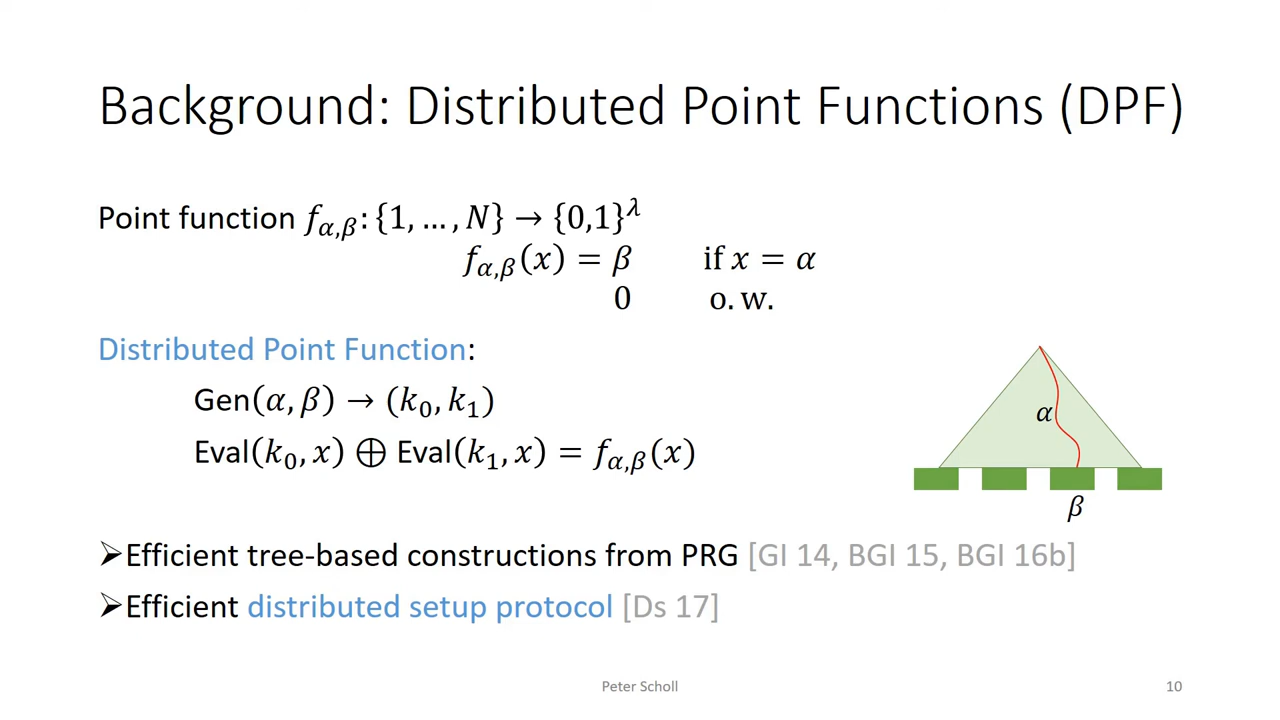 Background: Distributed Point Functions (DPF)
Point function f_{α,β}: {1, … , N} → {0,1}^λ
f_{α,β}(x) = β if x = α
0 o. w.
Distributed Point Function:
Gen(α, β) → (k_0, k_1)
Eval(k_0, x) ⊕ Eval(k_1, x) = f_{α,β}(x)
α
β
➢Efficient tree-based constructions from PRG [GI 14, BGI 15, BGI 16b]
➢Efficient distributed setup protocol [Ds 17]
Peter Scholl
10